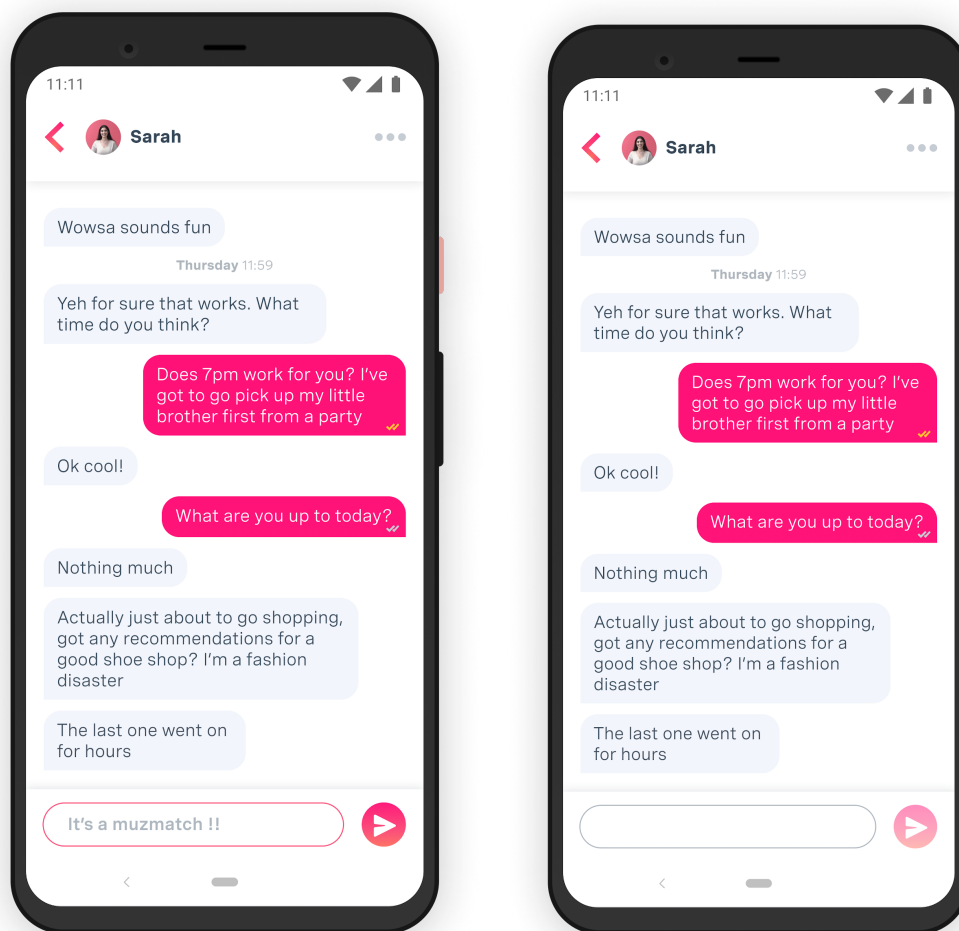 11:11
Sarah
Wowsa sounds fun
Thursday 11:59
Yeh for sure that works. What
time do you think?
Does 7pm work for you? I've
got to go pick up my little
brother first from a party
Ok cool!
What are you up to today?
Nothing much
Actually just about to go shopping,
got any recommendations for a
good shoe shop? I'm a fashion
disaster
The last one went on
for hours
It's a muzmatch !!
11:11
Sarah
Wowsa sounds fun
Thursday 11:59
Yeh for sure that works. What
time do you think?
Does 7pm work for you? I've
got to go pick up my little
brother first from a party
Ok cool!
What are you up to today?
Nothing much
Actually just about to go shopping,
got any recommendations for a
good shoe shop? I'm a fashion
disaster
The last one went on
for hours